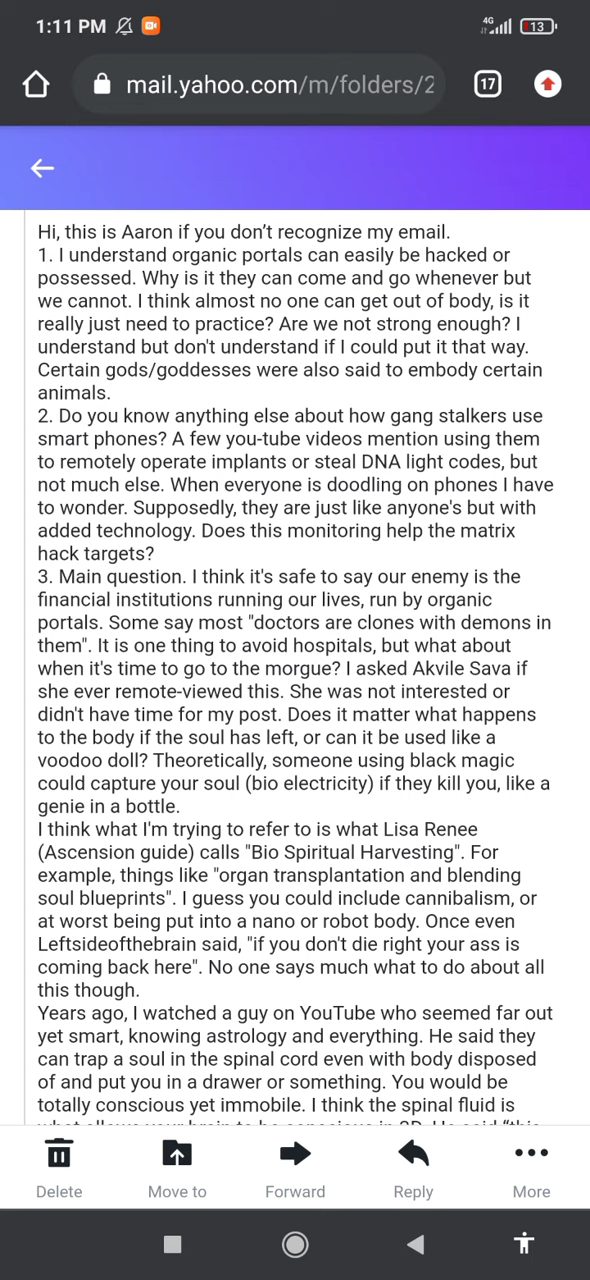 1:11 PM
4G
13
mail.yahoo.com/m/folders/2
17
Hi, this is Aaron if you don’t recognize my email.
1. I understand organic portals can easily be hacked or
possessed. Why is it they can come and go whenever but
we cannot. I think almost no one can get out of body, is it
really just need to practice? Are we not strong enough? I
understand but don't understand if I could put it that way.
Certain gods/goddesses were also said to embody certain
animals.
2. Do you know anything else about how gang stalkers use
smart phones? A few you-tube videos mention using them
to remotely operate implants or steal DNA light codes, but
not much else. When everyone is doodling on phones I have
to wonder. Supposedly, they are just like anyone's but with
added technology. Does this monitoring help the matrix
hack targets?
3. Main question. I think it's safe to say our enemy is the
financial institutions running our lives, run by organic
portals. Some say most "doctors are clones with demons in
them". It is one thing to avoid hospitals, but what about
when it's time to go to the morgue? I asked Akvile Sava if
she ever remote-viewed this. She was not interested or
didn't have time for my post. Does it matter what happens
to the body if the soul has left, or can it be used like a
voodoo doll? Theoretically, someone using black magic
could capture your soul (bio electricity) if they kill you, like a
genie in a bottle.
I think what I'm trying to refer to is what Lisa Renee
(Ascension guide) calls "Bio Spiritual Harvesting". For
example, things like "organ transplantation and blending
soul blueprints". I guess you could include cannibalism, or
at worst being put into a nano or robot body. Once even
Leftsideofthebrain said, "if you don't die right your ass is
coming back here". No one says much what to do about all
this though.
Years ago, I watched a guy on YouTube who seemed far out
yet smart, knowing astrology and everything. He said they
can trap a soul in the spinal cord even with body disposed
of and put you in a drawer or something. You would be
totally conscious yet immobile. I think the spinal fluid is
what allows your brain to be conscious in 3D. He said "this
Delete
Move to
Forward
Reply
More